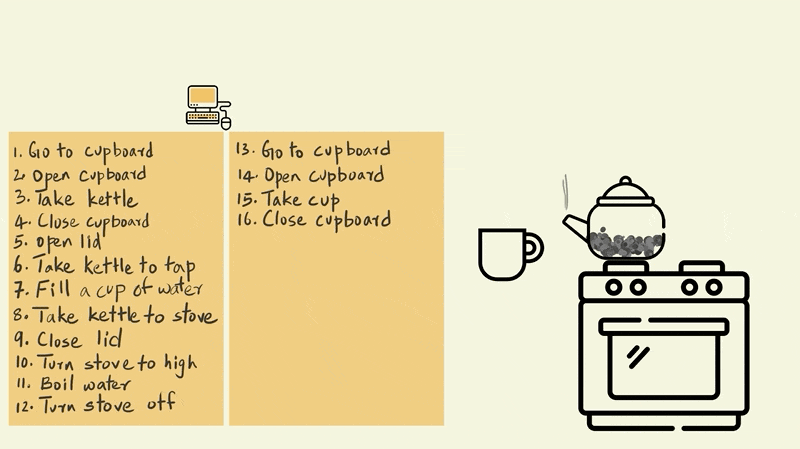 1. Go to cupboard
2. Open cupboard
3. Take kettle
4. Close cupboard
5. Open lid
6. Take kettle to tap
7. Fill a cup of water
8. Take kettle to stove
9. Close lid
10. Turn stove to high
11. Boil water
12. Turn stove off
13. Go to cupboard
14. Open cupboard
15. Take cup
16. Close cupboard